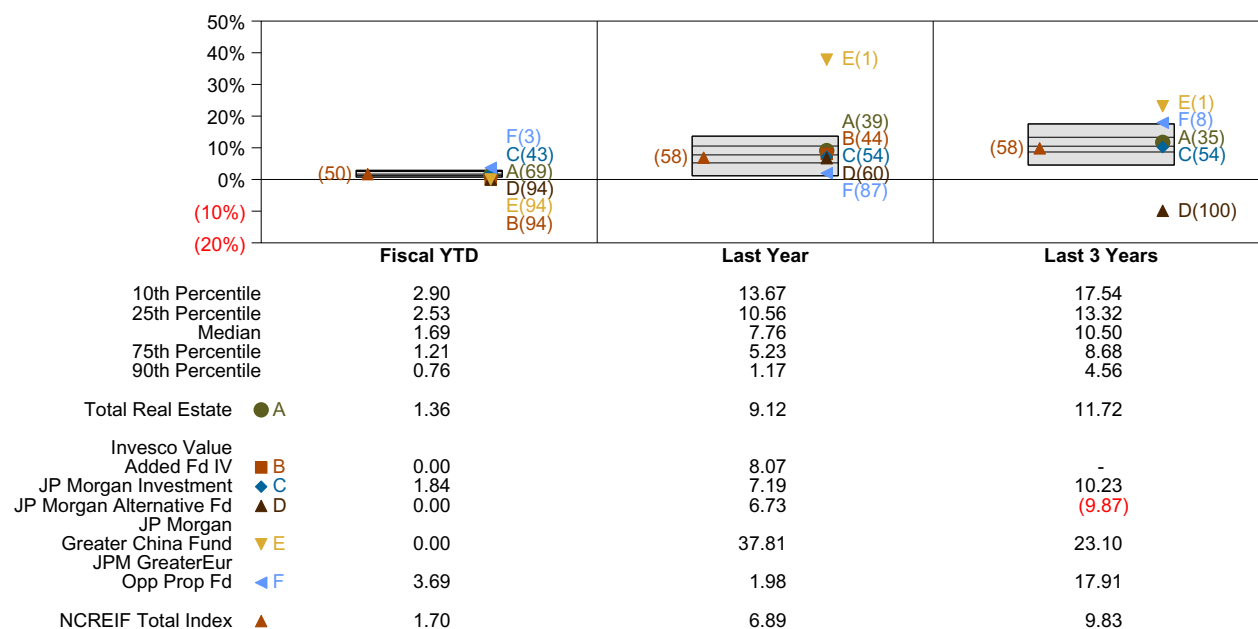 50%
40%
30%
20%
10%
0%
(10%)
(20%)
F(3)
C(43)
(50)
A(69)
D(94)
E(94)
B(94)
E(1)
A(39)
B(44)
(58)
C(54)
D(60)
F(87)
E(1)
F(8)
A(35)
(58)
C(54)
D(100)
Fiscal YTD Last Year Last 3 Years
10th Percentile 2.90 13.67 17.54
25th Percentile 2.53 10.56 13.32
Median 1.69 7.76 10.50
75th Percentile 1.21 5.23 8.68
90th Percentile 0.76 1.17 4.56
Total Real Estate A 1.36 9.12 11.72
Invesco Value
Added Fd IV B 0.00 8.07 -
JP Morgan Investment C 1.84 7.19 10.23
JP Morgan Alternative Fd D 0.00 6.73 (9.87)
JP Morgan
Greater China Fund E 0.00 37.81 23.10
JPM GreaterEur
Opp Prop Fd F 3.69 1.98 17.91
NCREIF Total Index 1.70 6.89 9.83